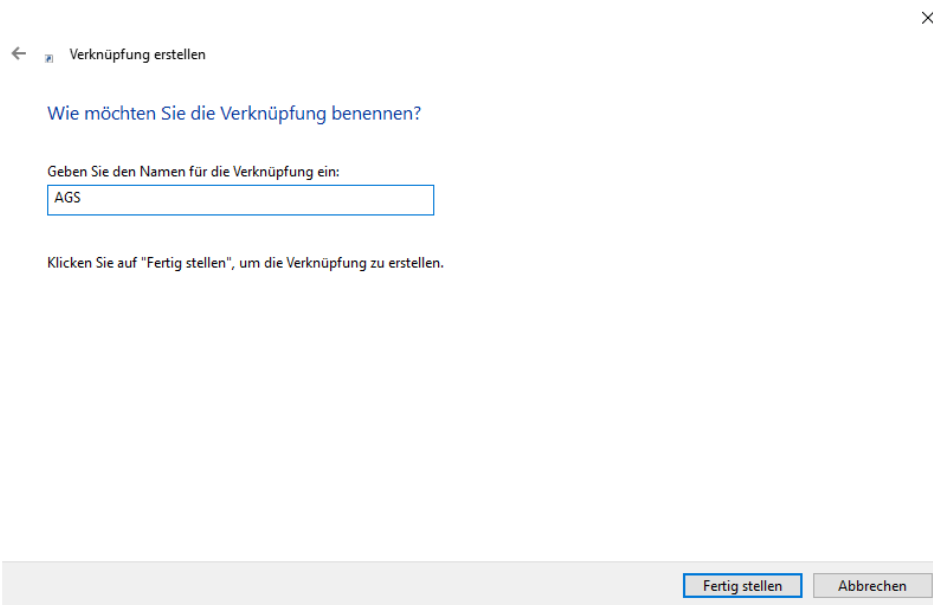 Verknüpfung erstellen
Wie möchten Sie die Verknüpfung benennen?
Geben Sie den Namen für die Verknüpfung ein:
AGS
Klicken Sie auf "Fertig stellen", um die Verknüpfung zu erstellen.
Fertig stellen
Abbrechen